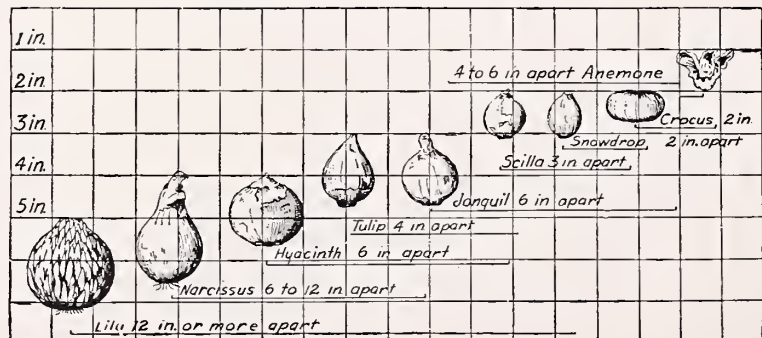 1 in.
2 in.
4 to 6 in apart Anemone
3 in.
Crocus, 2 in.
Snowdrop 2 in. apart
4 in.
Scilla 3 in apart
5 in.
Jonquil 6 in apart
Tulip 4 in apart
Hyacinth 6 in apart
Narcissus 6 to 12 in apart
Lily 12 in. or more apart